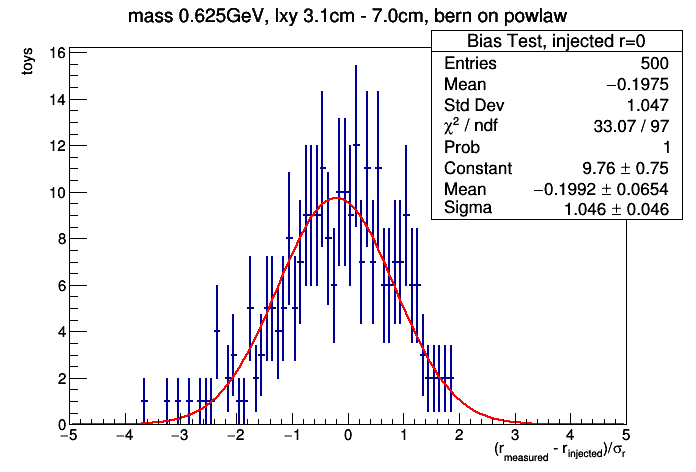 mass 0.625GeV, lxy 3.1cm - 7.0cm, bern on powlaw
Bias Test, injected r=0
Entries 500
Mean −0.1975
Std Dev 1.047
χ² / ndf 33.07 / 97
Prob 1
Constant 9.76 ± 0.75
Mean −0.1992 ± 0.0654
Sigma 1.046 ± 0.046
toys
16
14
12
10
8
6
4
2
0
−5 −4 −3 −2 −1 0 1 2 3 4 5
(r_measured - r_injected)/σ_r